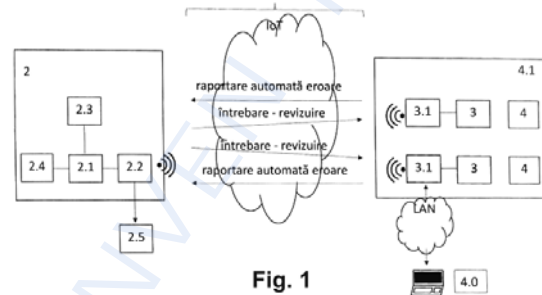 IoT
2
4.1
raportare automată eroare
2.3
3.1
3
4
întrebare - revizuire
2.4
2.1
2.2
întrebare - revizuire
3.1
3
4
raportare automată eroare
LAN
2.5
4.0
Fig. 1